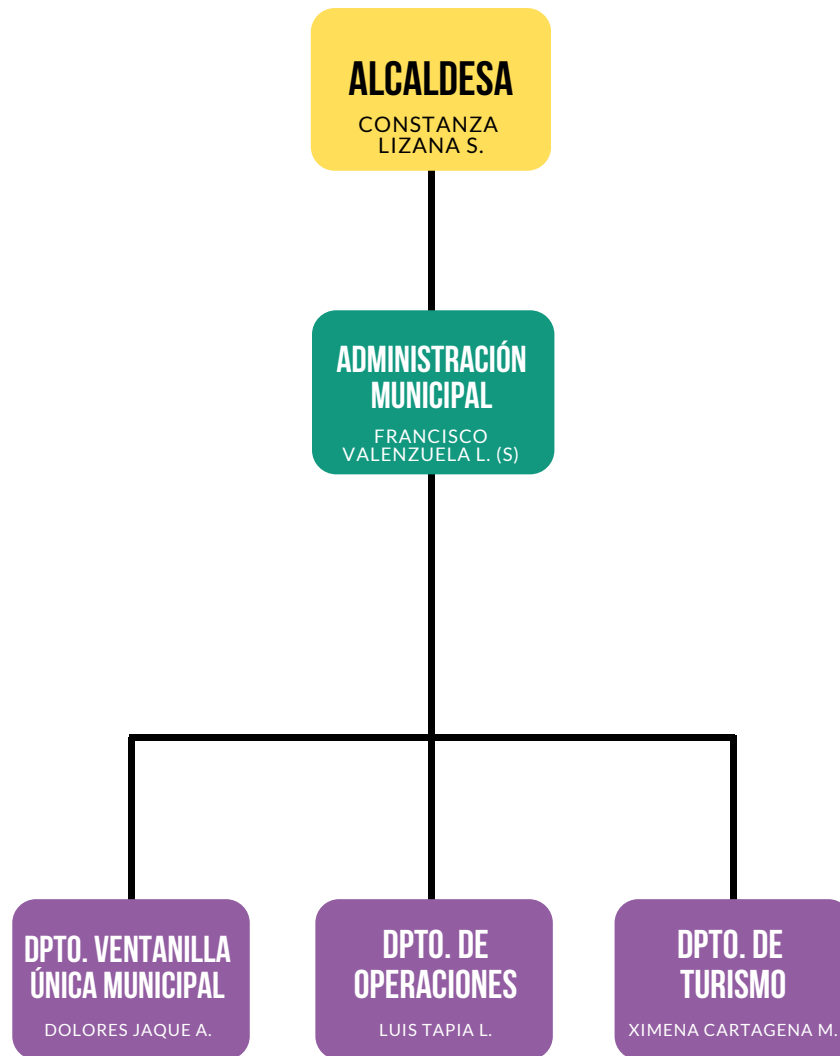 ALCALDESA
CONSTANZA
LIZANA S.
ADMINISTRACIÓN
MUNICIPAL
FRANCISCO
VALENZUELA L. (S)
DPTO. VENTANILLA
ÚNICA MUNICIPAL
DOLORES JAQUE A.
DPTO. DE
OPERACIONES
LUIS TAPIA L.
DPTO. DE
TURISMO
XIMENA CARTAGENA M.